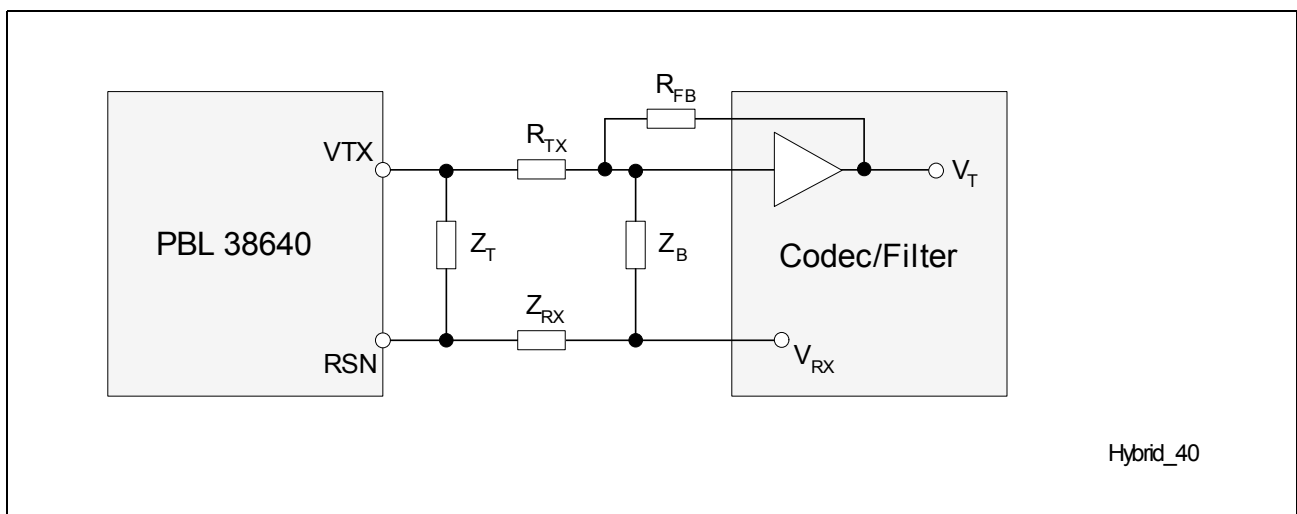 R_FB
R_TX
VTX
V_T
PBL 38640
Z_T
Z_B
Codec/Filter
Z_RX
RSN
V_RX
Hybrid_40